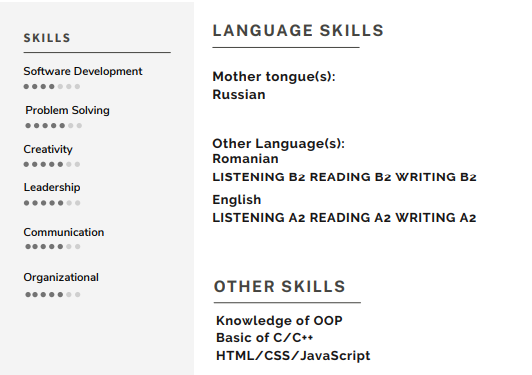 SKILLS
Software Development
Problem Solving
Creativity
Leadership
Communication
Organizational
LANGUAGE SKILLS
Mother tongue(s):
Russian
Other Language(s):
Romanian
LISTENING B2 READING B2 WRITING B2
English
LISTENING A2 READING A2 WRITING A2
OTHER SKILLS
Knowledge of OOP
Basic of C/C++
HTML/CSS/JavaScript